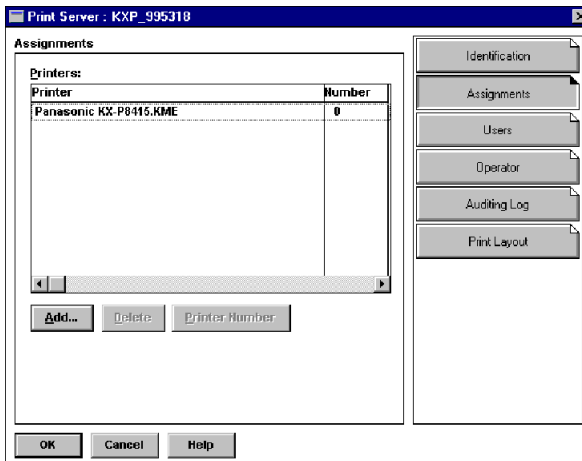 Print Server : KXP_995318
Assignments
Printers:
Printer Number
Panasonic KX-P8415.KME 0
Add... Delete Printer Number
OK Cancel Help
Identification
Assignments
Users
Operator
Auditing Log
Print Layout